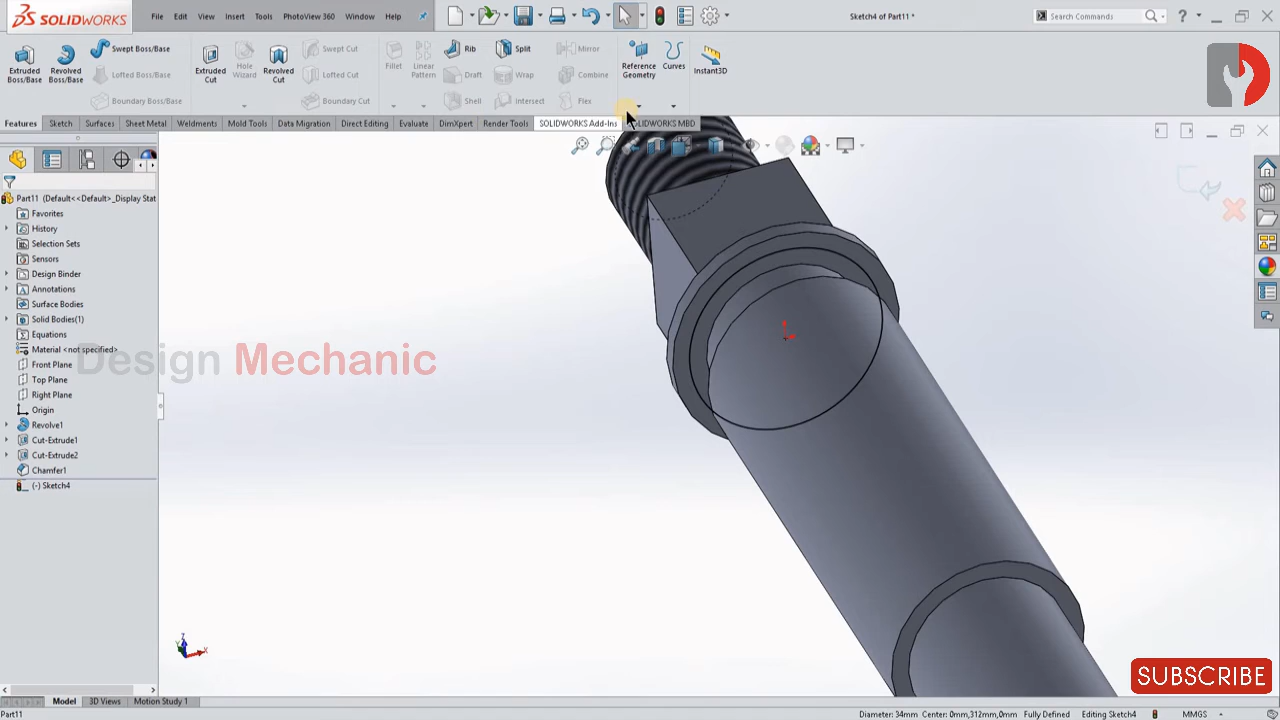 SOLIDWORKS
File Edit View Insert Tools PhotoView 360 Window Help
Sketch4 of Part11 *
Search Commands
Extruded Boss/Base
Revolved Boss/Base
Swept Boss/Base
Lofted Boss/Base
Boundary Boss/Base
Extruded Cut
Hole Wizard
Revolved Cut
Swept Cut
Lofted Cut
Boundary Cut
Fillet
Linear Pattern
Rib
Draft
Shell
Split
Wrap
Intersect
Mirror
Combine
Flex
Reference Geometry
Curves
Instant3D
Features Sketch Surfaces Sheet Metal Weldments Mold Tools Data Migration Direct Editing Evaluate DimXpert Render Tools SOLIDWORKS Add-Ins OLIDWORKS MBD
Part11 (Default<<Default>_Display Stat
Favorites
History
Selection Sets
Sensors
Design Binder
Annotations
Surface Bodies
Solid Bodies(1)
Equations
Material <not specified>
Front Plane
Top Plane
Right Plane
Origin
Revolve1
Cut-Extrude1
Cut-Extrude2
Chamfer1
(-) Sketch4
Design Mechanic
Z
X
SUBSCRIBE
Model 3D Views Motion Study 1
Part11
Diameter: 34mm Center: 0mm,312mm,0mm Fully Defined Editing Sketch4 MMGS